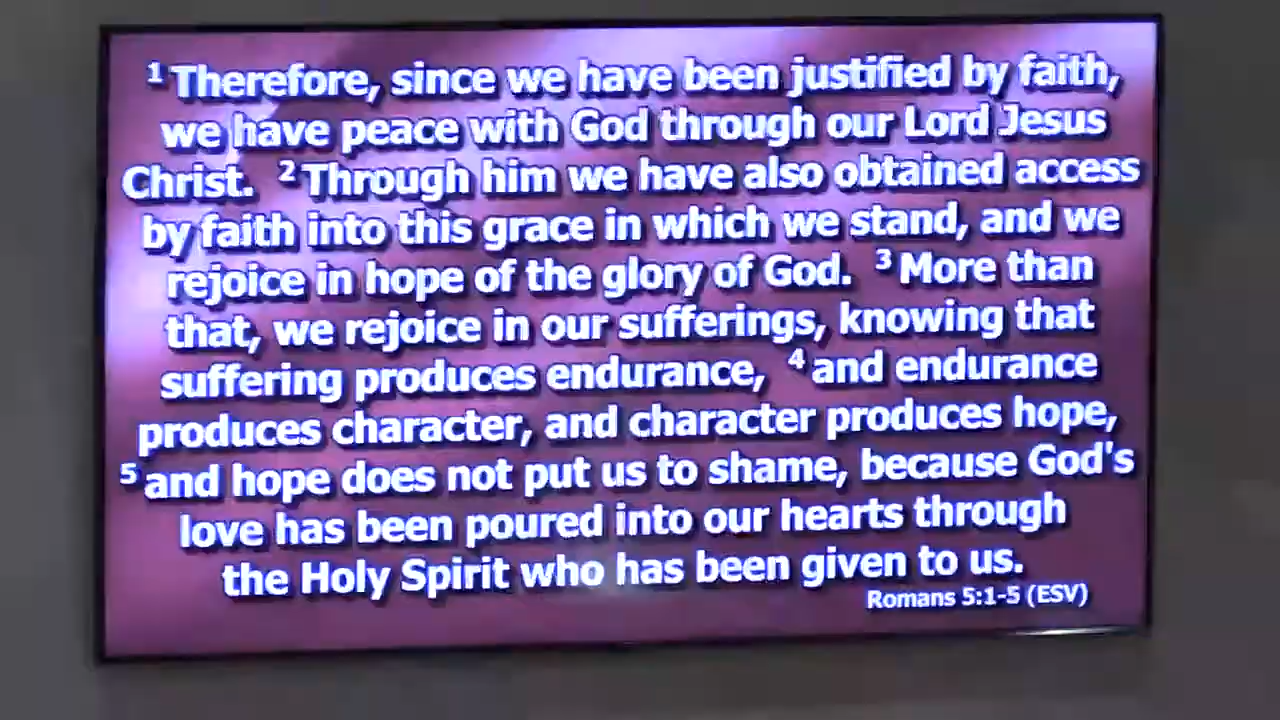 1 Therefore, since we have been justified by faith,
we have peace with God through our Lord Jesus
Christ. 2 Through him we have also obtained access
by faith into this grace in which we stand, and we
rejoice in hope of the glory of God. 3 More than
that, we rejoice in our sufferings, knowing that
suffering produces endurance, 4 and endurance
produces character, and character produces hope,
5 and hope does not put us to shame, because God's
love has been poured into our hearts through
the Holy Spirit who has been given to us.
Romans 5:1-5 (ESV)